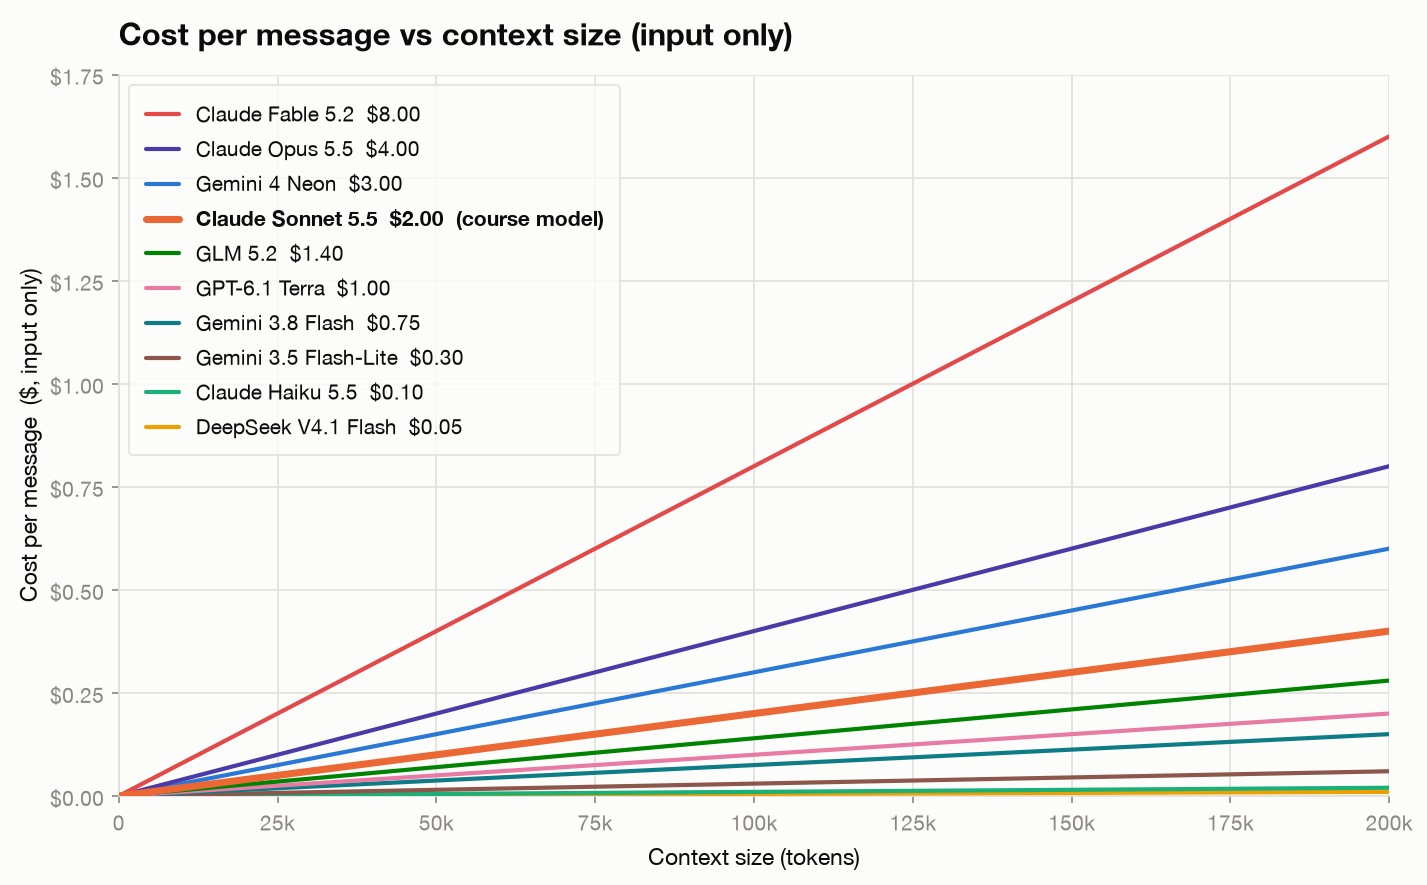 Cost per message vs context size (input only)
$1.75
$1.50
$1.25
$1.00
$0.75
$0.50
$0.25
$0.00
Cost per message ($, input only)
Claude Fable 5.2 $8.00
Claude Opus 5.5 $4.00
Gemini 4 Neon $3.00
Claude Sonnet 5.5 $2.00 (course model)
GLM 5.2 $1.40
GPT-6.1 Terra $1.00
Gemini 3.8 Flash $0.75
Gemini 3.5 Flash-Lite $0.30
Claude Haiku 5.5 $0.10
DeepSeek V4.1 Flash $0.05
0 25k 50k 75k 100k 125k 150k 175k 200k
Context size (tokens)